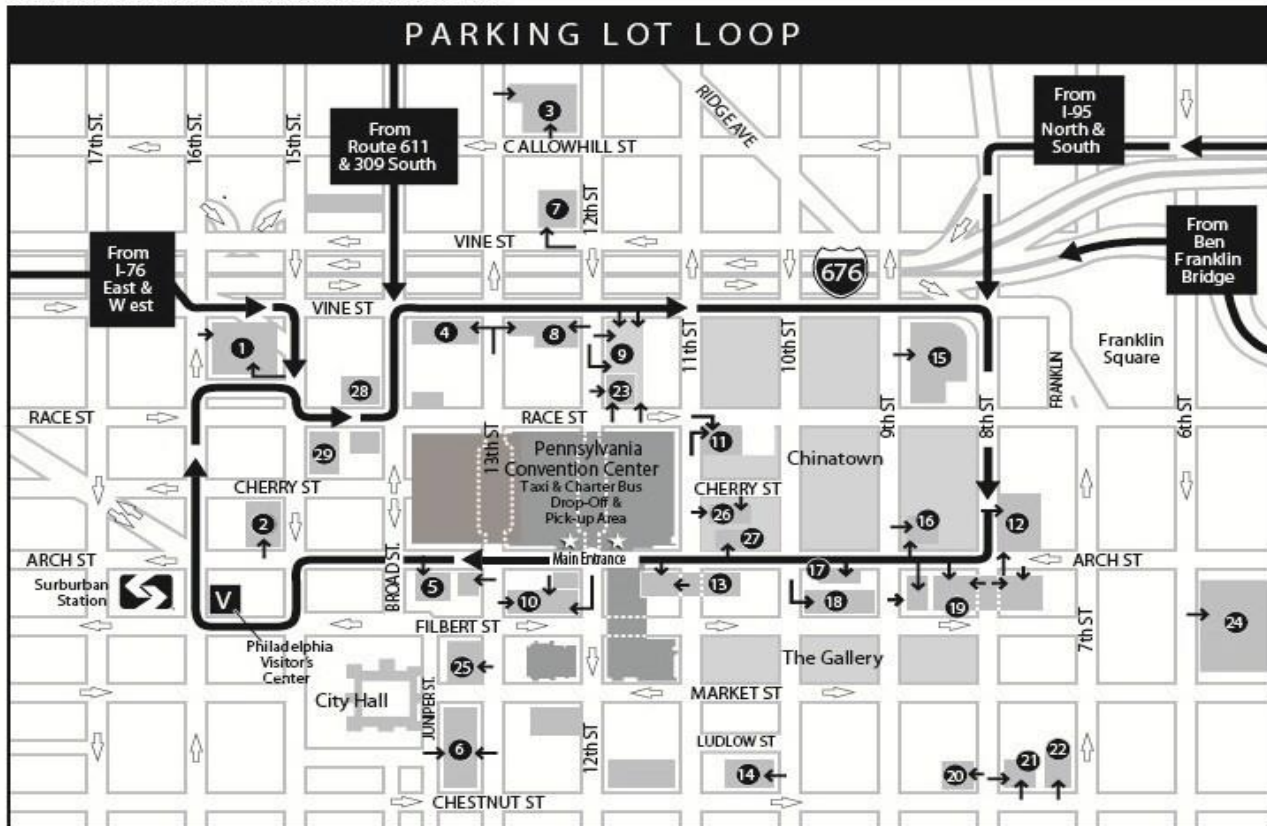 PARKING LOT LOOP
17th ST.
16th ST.
15th ST.
From
Route 611
& 309 South
3
CALLOWHILL ST
RIDGE AVE
From
I-95
North &
South
7
12th ST
VINE ST
676
From
Ben
Franklin
Bridge
From
I-76
East &
West
VINE ST
1
4
8
9
11th ST
10th ST
15
Franklin
Square
28
23
FRANKLIN
RACE ST
RACE ST
9th ST
8th ST
6th ST
29
13th ST
Pennsylvania
Convention Center
Taxi & Charter Bus
Drop-Off &
Pick-up Area
11
Chinatown
CHERRY ST
CHERRY ST
2
26
16
12
27
ARCH ST
BROAD ST.
Main Entrance
ARCH ST
Surburban
Station
V
5
10
13
17
18
19
24
FILBERT ST
7th ST
Philadelphia
Visitor's
Center
25
The Gallery
City Hall
JUNIPER ST.
MARKET ST
6
12th ST
LUDLOW ST
14
20
21
22
CHESTNUT ST